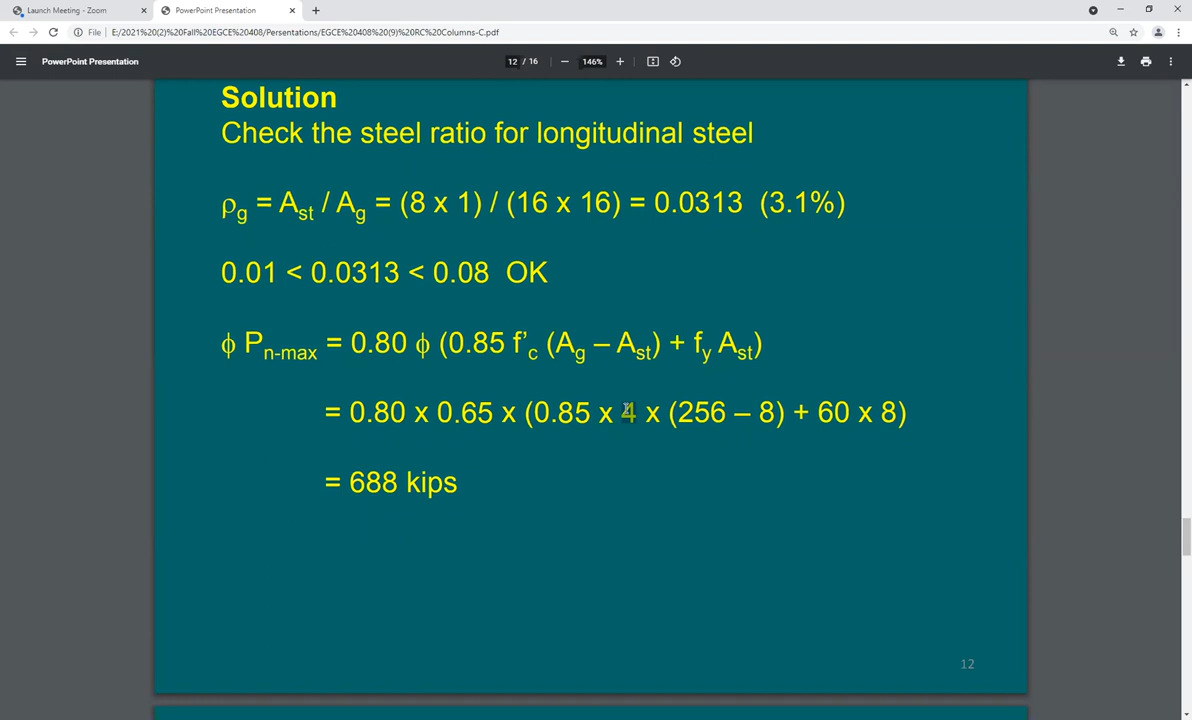 Launch Meeting - Zoom
PowerPoint Presentation
File E:/2021%20(2)%20Fall%20EGCE%20408/Persentations/EGCE%20408%20(9)%20RC%20Columns-C.pdf
PowerPoint Presentation
12 / 16
146%
Solution
Check the steel ratio for longitudinal steel
ρg = Ast / Ag = (8 x 1) / (16 x 16) = 0.0313 (3.1%)
0.01 < 0.0313 < 0.08 OK
ϕ Pn-max = 0.80 ϕ (0.85 f’c (Ag – Ast) + fy Ast)
= 0.80 x 0.65 x (0.85 x 4 x (256 – 8) + 60 x 8)
= 688 kips
12